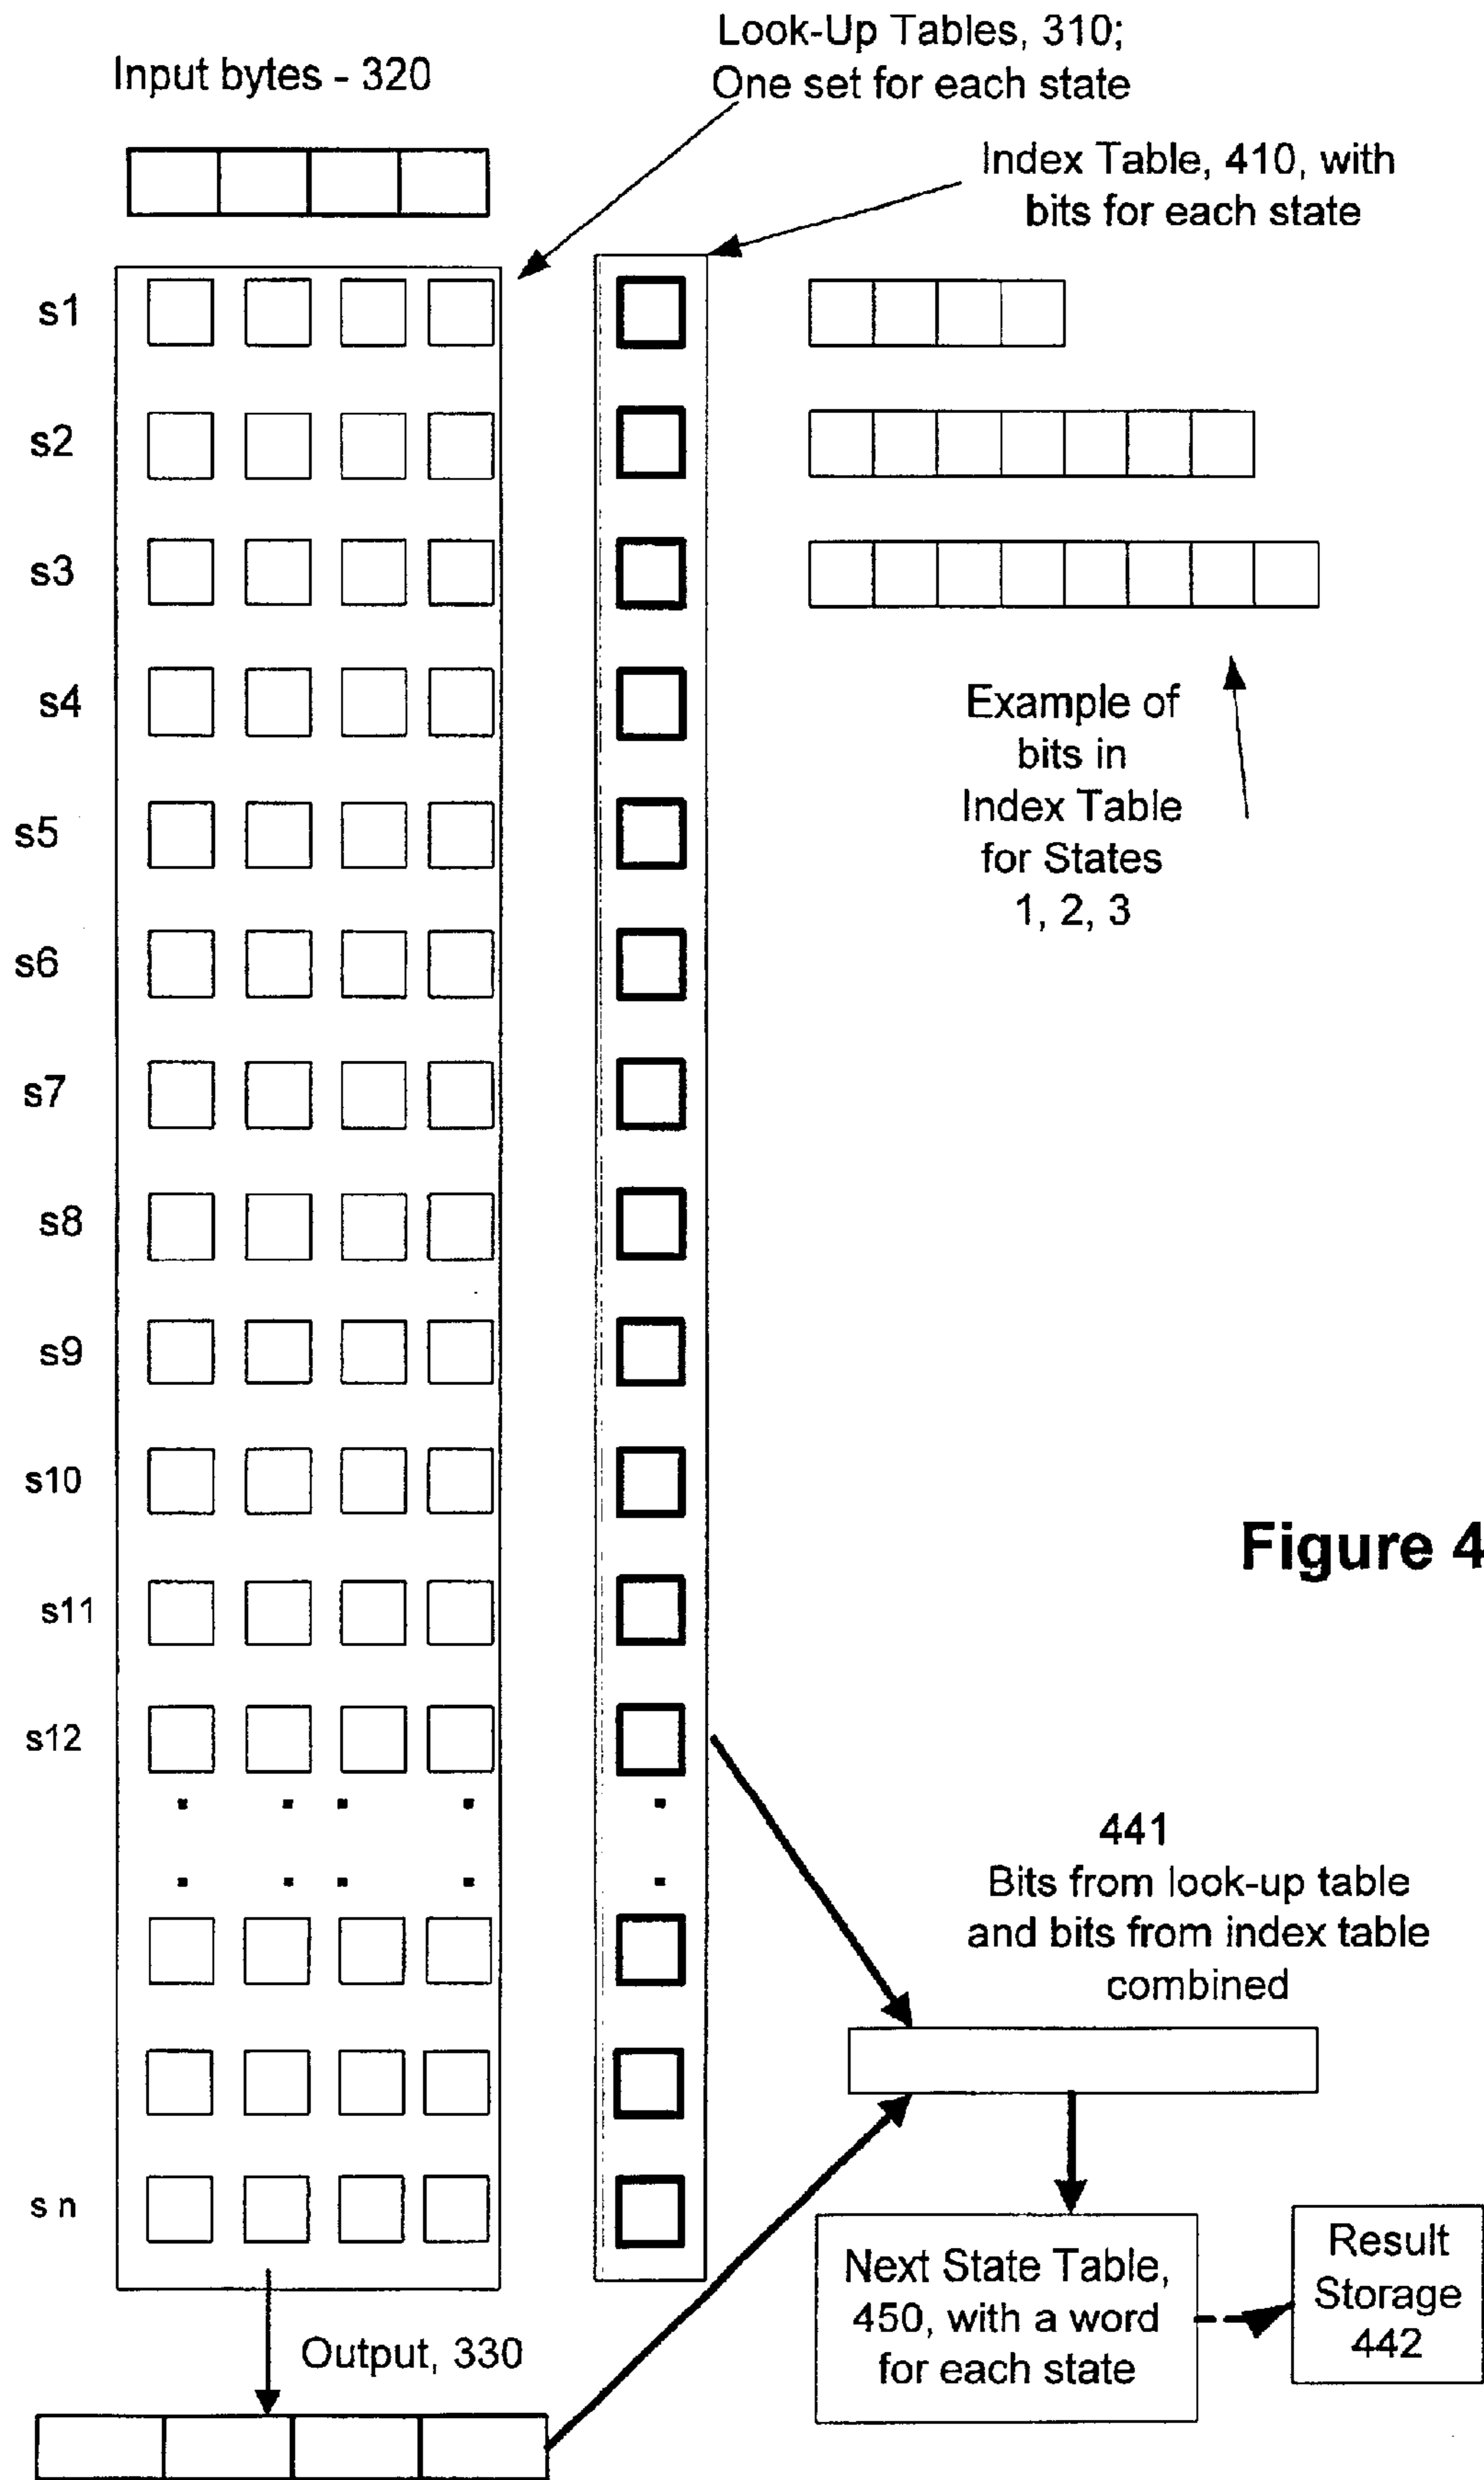 Input bytes - 320
Look-Up Tables, 310;
One set for each state
Index Table, 410, with
bits for each state
s1
s2
s3
s4
s5
s6
s7
s8
s9
s10
s11
s12
s n
Example of
bits in
Index Table
for States
1, 2, 3
Figure 4
441
Bits from look-up table
and bits from index table
combined
Next State Table,
450, with a word
for each state
Result
Storage
442
Output, 330